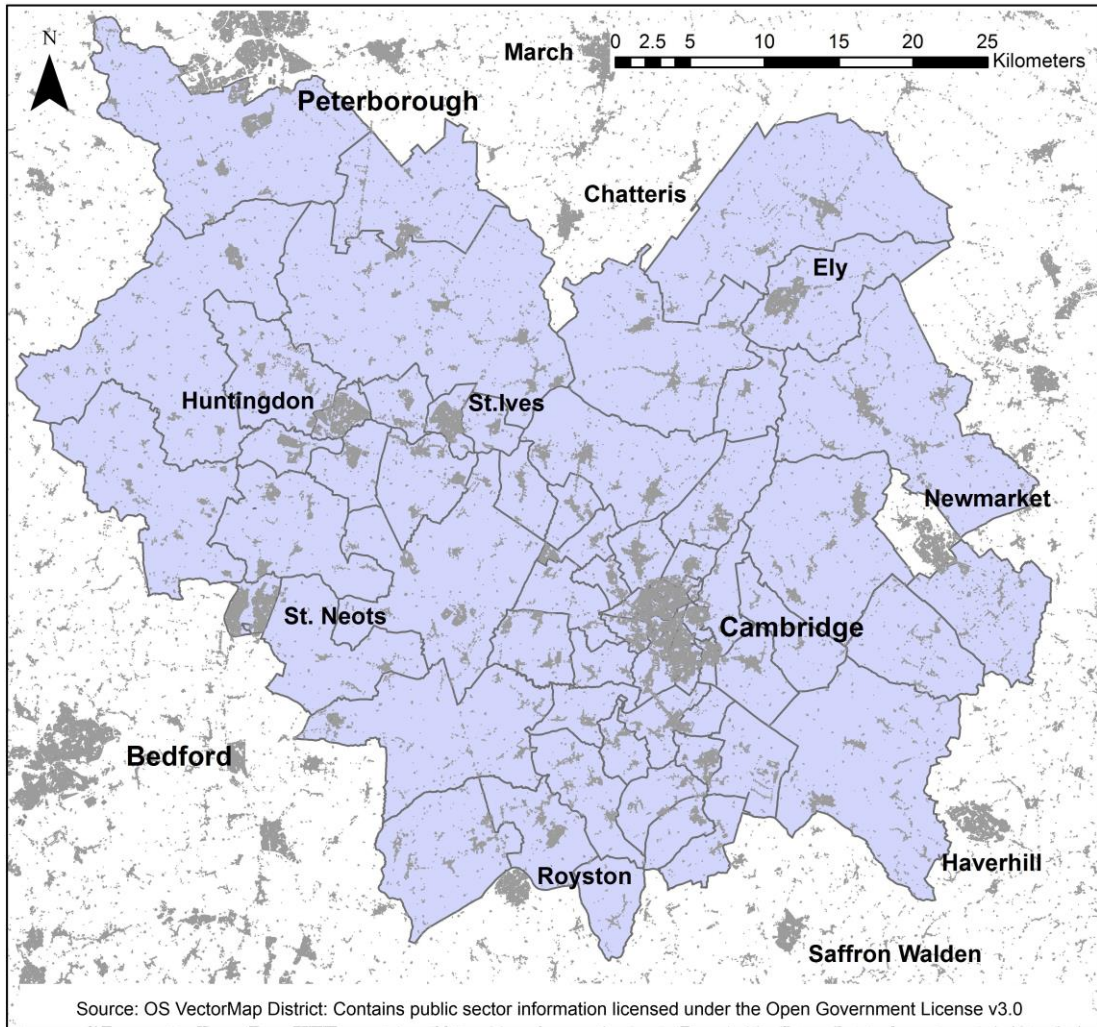 N
March
0 2.5 5 10 15 20 25
Kilometers
Peterborough
Chatteris
Ely
Huntingdon
St.Ives
Newmarket
St. Neots
Cambridge
Bedford
Haverhill
Royston
Saffron Walden
Source: OS VectorMap District: Contains public sector information licensed under the Open Government License v3.0